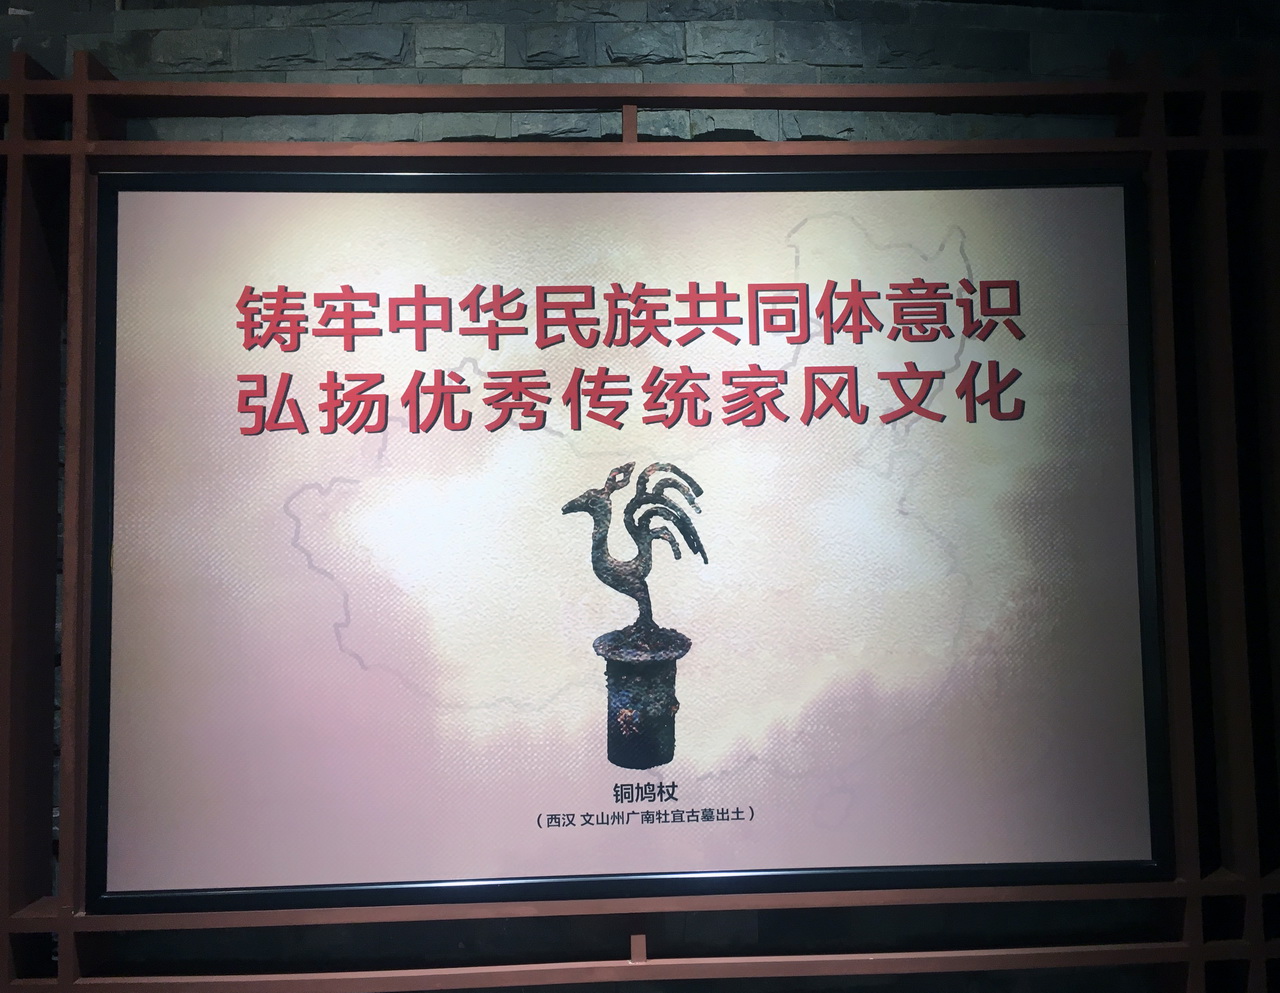 铸牢中华民族共同体意识
弘扬优秀传统家风文化
铜鸠杖
（西汉 文山州广南牡宜古墓出土）